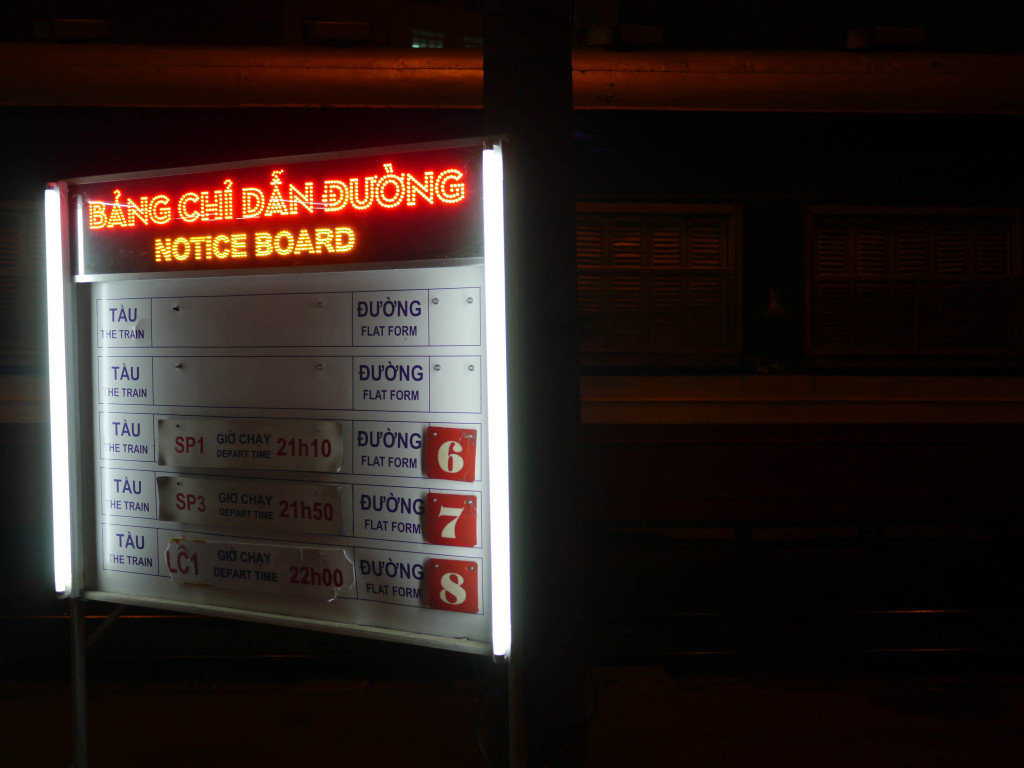 BẢNG CHỈ DẪN ĐƯỜNG
NOTICE BOARD
TÀU ĐƯỜNG
THE TRAIN FLAT FORM
TÀU ĐƯỜNG
THE TRAIN FLAT FORM
TÀU SP1 GIỜ CHẠY 21h10 ĐƯỜNG 6
THE TRAIN DEPART TIME FLAT FORM
TÀU SP3 GIỜ CHẠY 21h50 ĐƯỜNG 7
THE TRAIN DEPART TIME FLAT FORM
TÀU LC1 GIỜ CHẠY 22h00 ĐƯỜNG 8
THE TRAIN DEPART TIME FLAT FORM